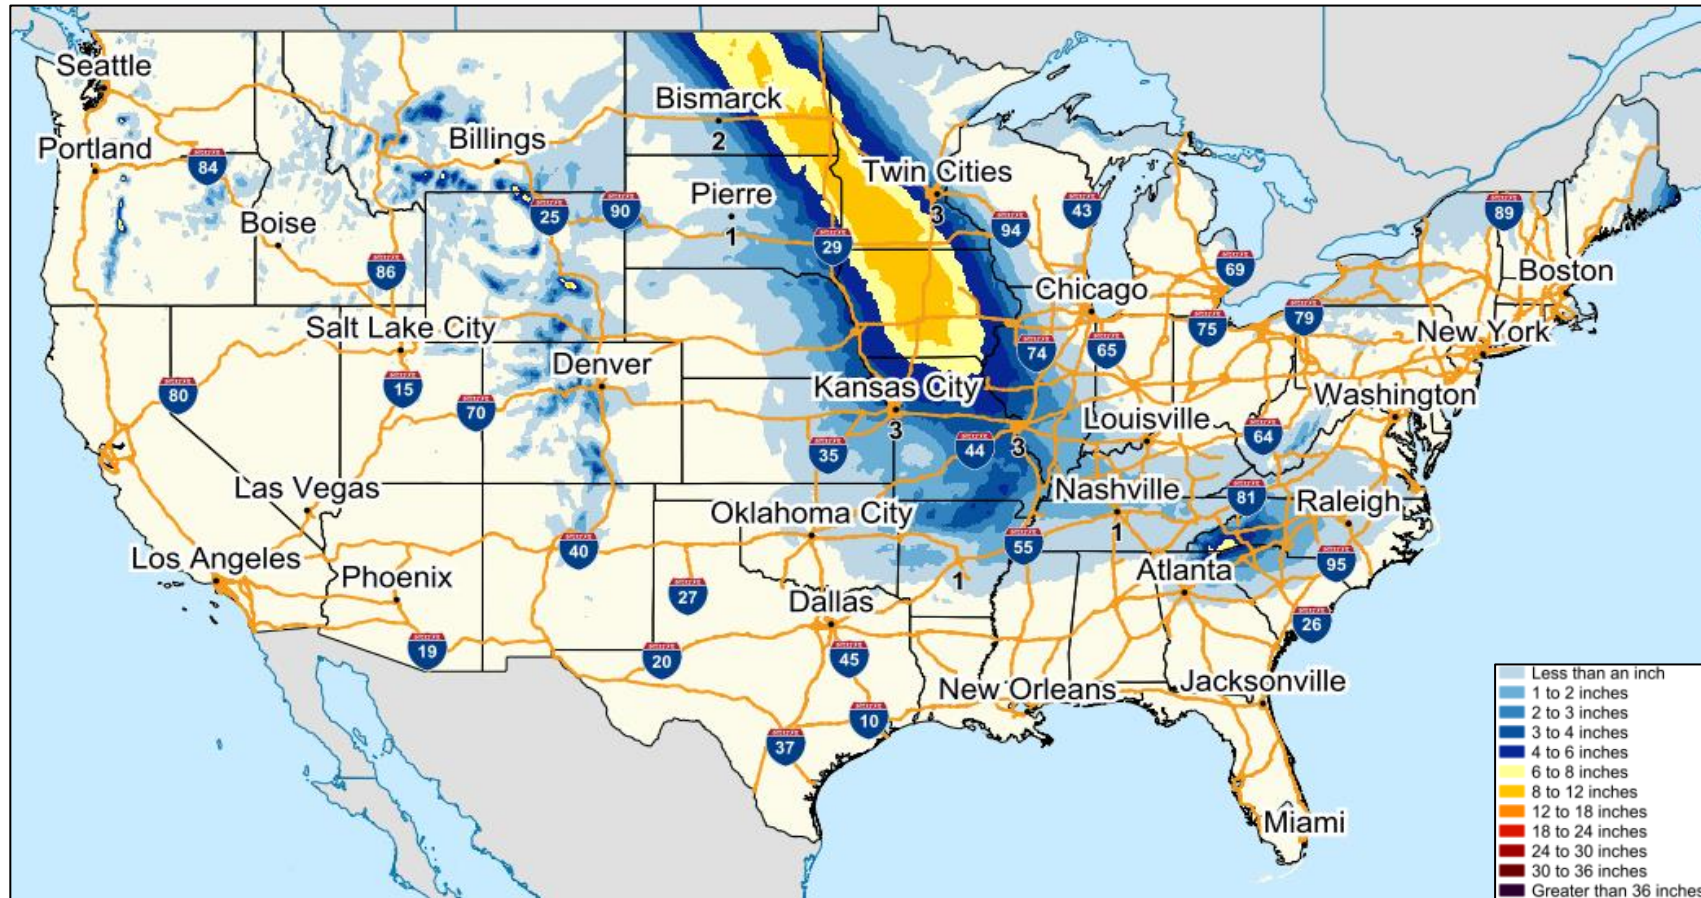 Seattle
Bismarck
Billings
2
Portland
84
Twin Cities
Pierre
3
Boise
25
90
1
29
94
43
89
86
69
Boston
Chicago
Salt Lake City
79
New York
75
Denver
74
65
15
Kansas City
Washington
80
70
Louisville
3
3
64
35
44
Las Vegas
Nashville
81
Raleigh
Oklahoma City
1
40
55
Los Angeles
95
Phoenix
1
Atlanta
27
Dallas
26
19
20
45
New Orleans
Jacksonville
10
37
Miami
Less than an inch
1 to 2 inches
2 to 3 inches
3 to 4 inches
4 to 6 inches
6 to 8 inches
8 to 12 inches
12 to 18 inches
18 to 24 inches
24 to 30 inches
30 to 36 inches
Greater than 36 inches